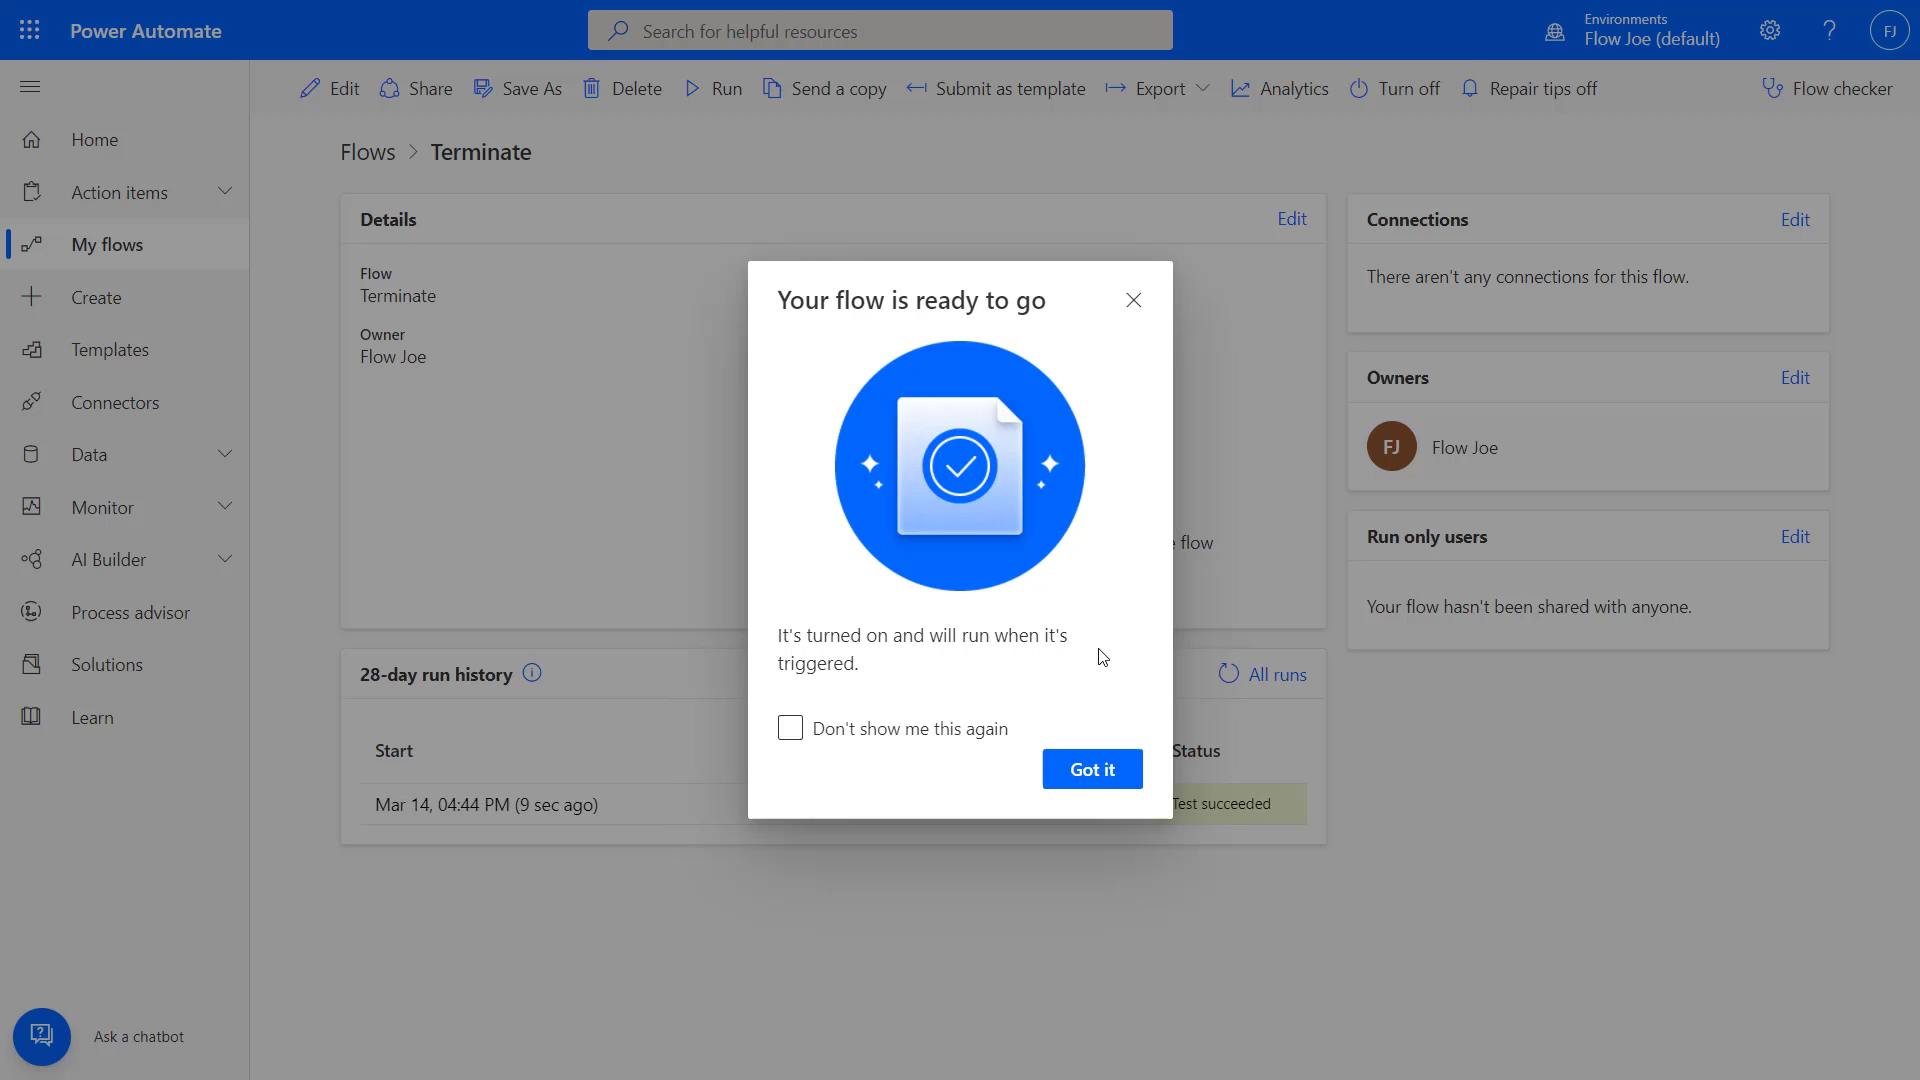 Power Automate
Search for helpful resources
Environments
Flow Joe (default)
?
FJ
Edit
Share
Save As
Delete
Run
Send a copy
Submit as template
Export
Analytics
Turn off
Repair tips off
Flow checker
Home
Action items
My flows
Create
Templates
Connectors
Data
Monitor
AI Builder
Process advisor
Solutions
Learn
Ask a chatbot
Flows > Terminate
Details
Edit
Flow
Terminate
Owner
Flow Joe
flow
28-day run history
All runs
Start
Status
Mar 14, 04:44 PM (9 sec ago)
Test succeeded
Your flow is ready to go
It's turned on and will run when it's
triggered.
Don't show me this again
Got it
Connections
Edit
There aren't any connections for this flow.
Owners
Edit
FJ
Flow Joe
Run only users
Edit
Your flow hasn't been shared with anyone.